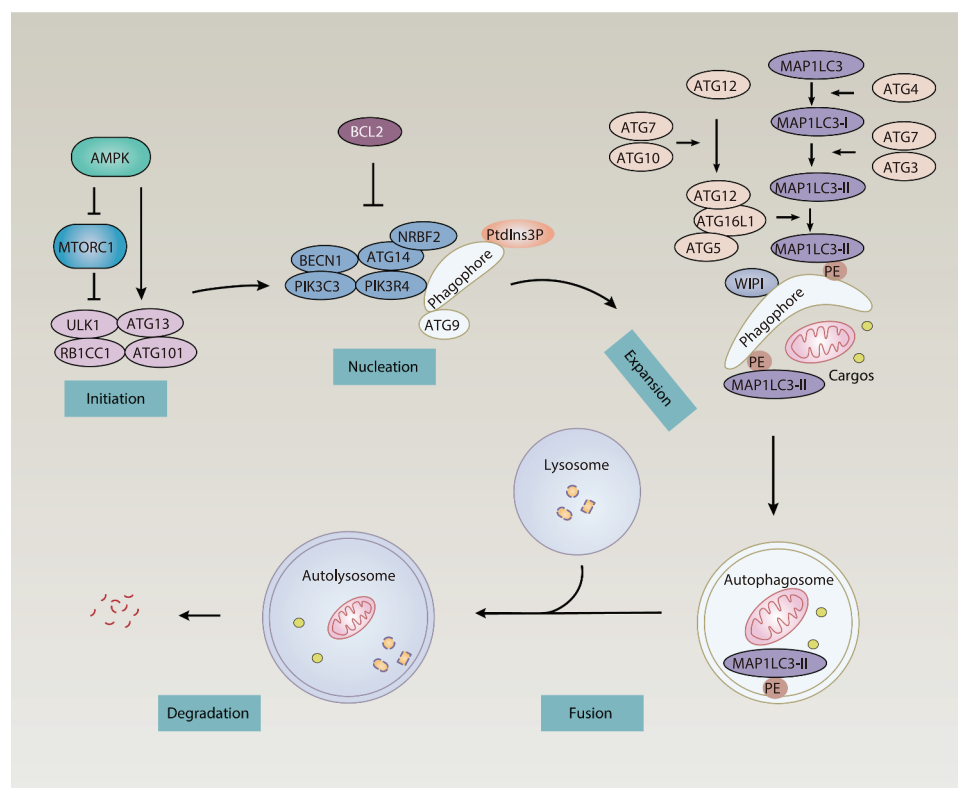 AMPK
MTORC1
ULK1
ATG13
RB1CC1
ATG101
Initiation
BCL2
NRBF2
PtdIns3P
BECN1
ATG14
PIK3C3
PIK3R4
Phagophore
ATG9
Nucleation
Expansion
ATG12
ATG7
ATG10
ATG12
ATG16L1
ATG5
MAP1LC3
ATG4
MAP1LC3-I
ATG7
ATG3
MAP1LC3-II
MAP1LC3-II
PE
WIPI
Phagophore
PE
MAP1LC3-II
Cargos
Lysosome
Autophagosome
MAP1LC3-II
PE
Autolysosome
Fusion
Degradation